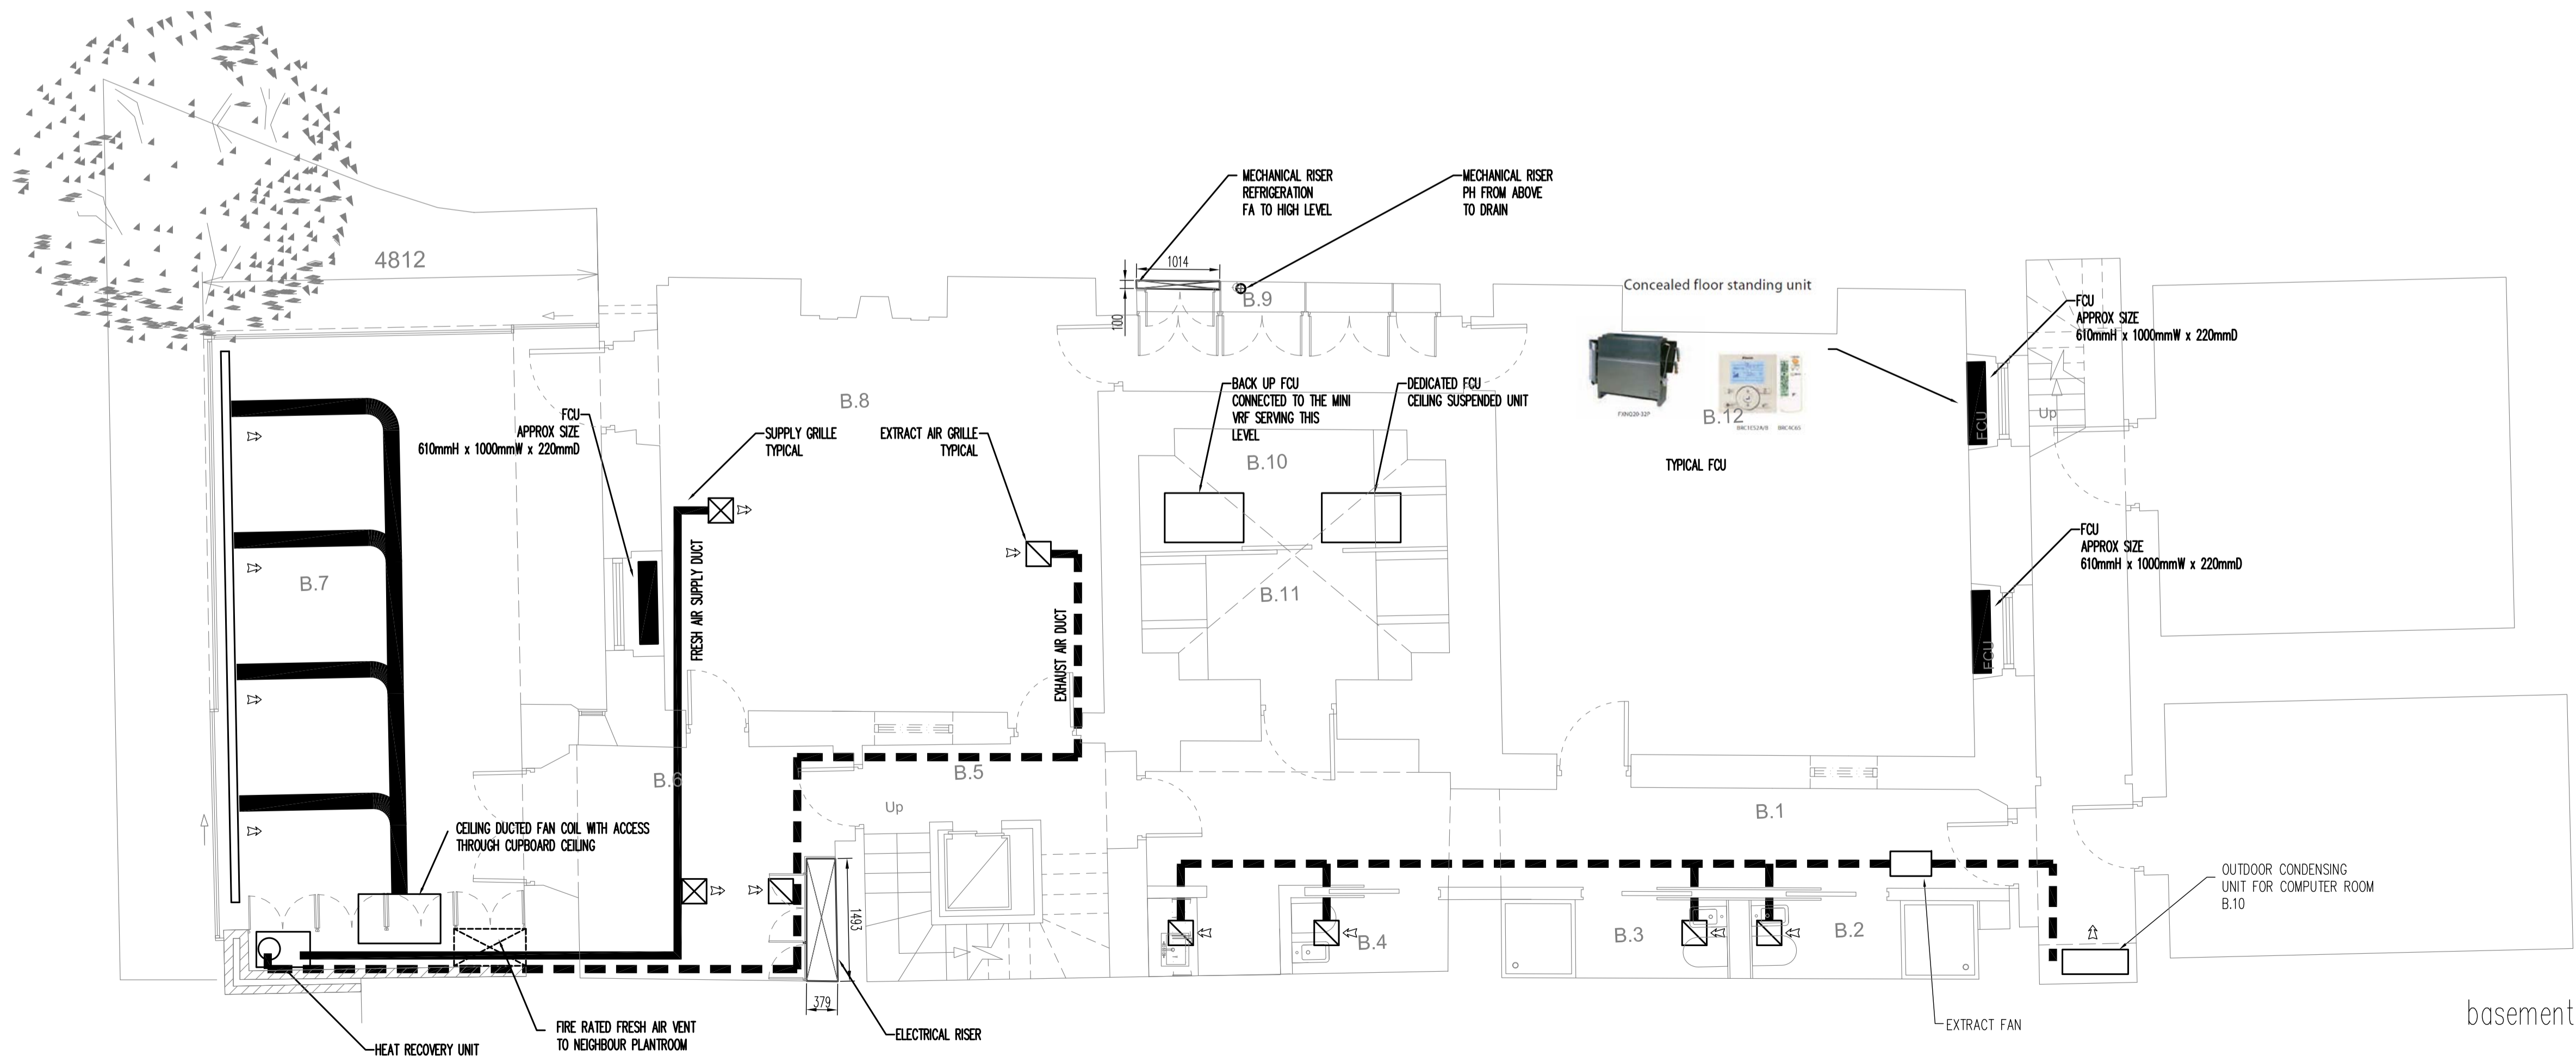 MECHANICAL RISER
REFRIGERATION
FA TO HIGH LEVEL
MECHANICAL RISER
PH FROM ABOVE
TO DRAIN
4812
1014
100
B.9
Concealed floor standing unit
FCU
APPROX SIZE
610mmH x 1000mmW x 220mmD
FXNQ20-32P
BRC1E52A/B
BRC4C65
B.12
TYPICAL FCU
FCU
Up
BACK UP FCU
CONNECTED TO THE MINI
VRF SERVING THIS
LEVEL
DEDICATED FCU
CEILING SUSPENDED UNIT
B.8
FCU
APPROX SIZE
610mmH x 1000mmW x 220mmD
SUPPLY GRILLE
TYPICAL
EXTRACT AIR GRILLE
TYPICAL
B.10
FCU
APPROX SIZE
610mmH x 1000mmW x 220mmD
FCU
B.7
FRESH AIR SUPPLY DUCT
EXHAUST AIR DUCT
B.11
B.6
B.5
Up
B.1
CEILING DUCTED FAN COIL WITH ACCESS
THROUGH CUPBOARD CEILING
OUTDOOR CONDENSING
UNIT FOR COMPUTER ROOM
B.10
1493
B.4
B.3
B.2
379
FIRE RATED FRESH AIR VENT
TO NEIGHBOUR PLANTROOM
ELECTRICAL RISER
EXTRACT FAN
HEAT RECOVERY UNIT
basement